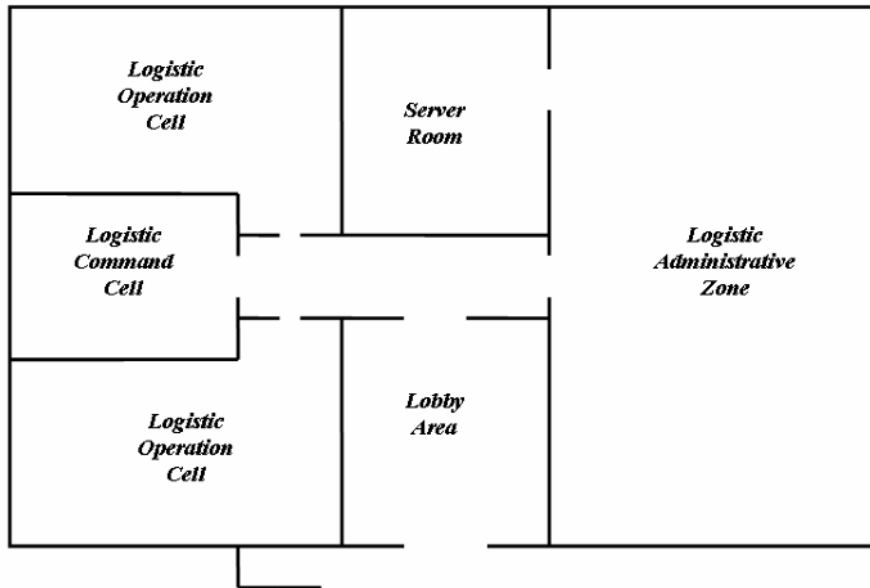 Logistic
Operation
Cell
Server
Room
Logistic
Command
Cell
Logistic
Administrative
Zone
Logistic
Operation
Cell
Lobby
Area